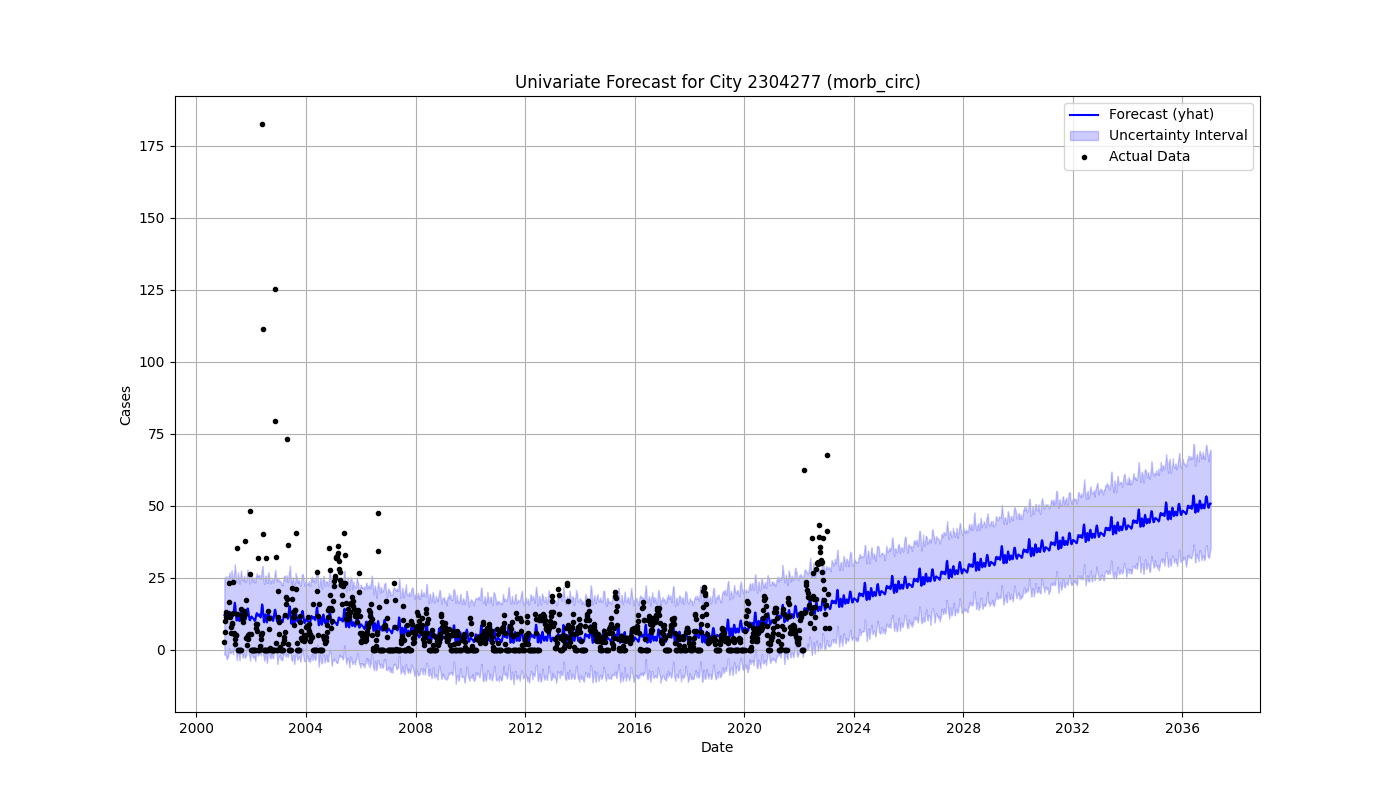 Univariate Forecast for City 2304277 (morb_circ)
Forecast (yhat)
Uncertainty Interval
Actual Data
175
150
125
100
75
50
25
0
Cases
2000 2004 2008 2012 2016 2020 2024 2028 2032 2036
Date